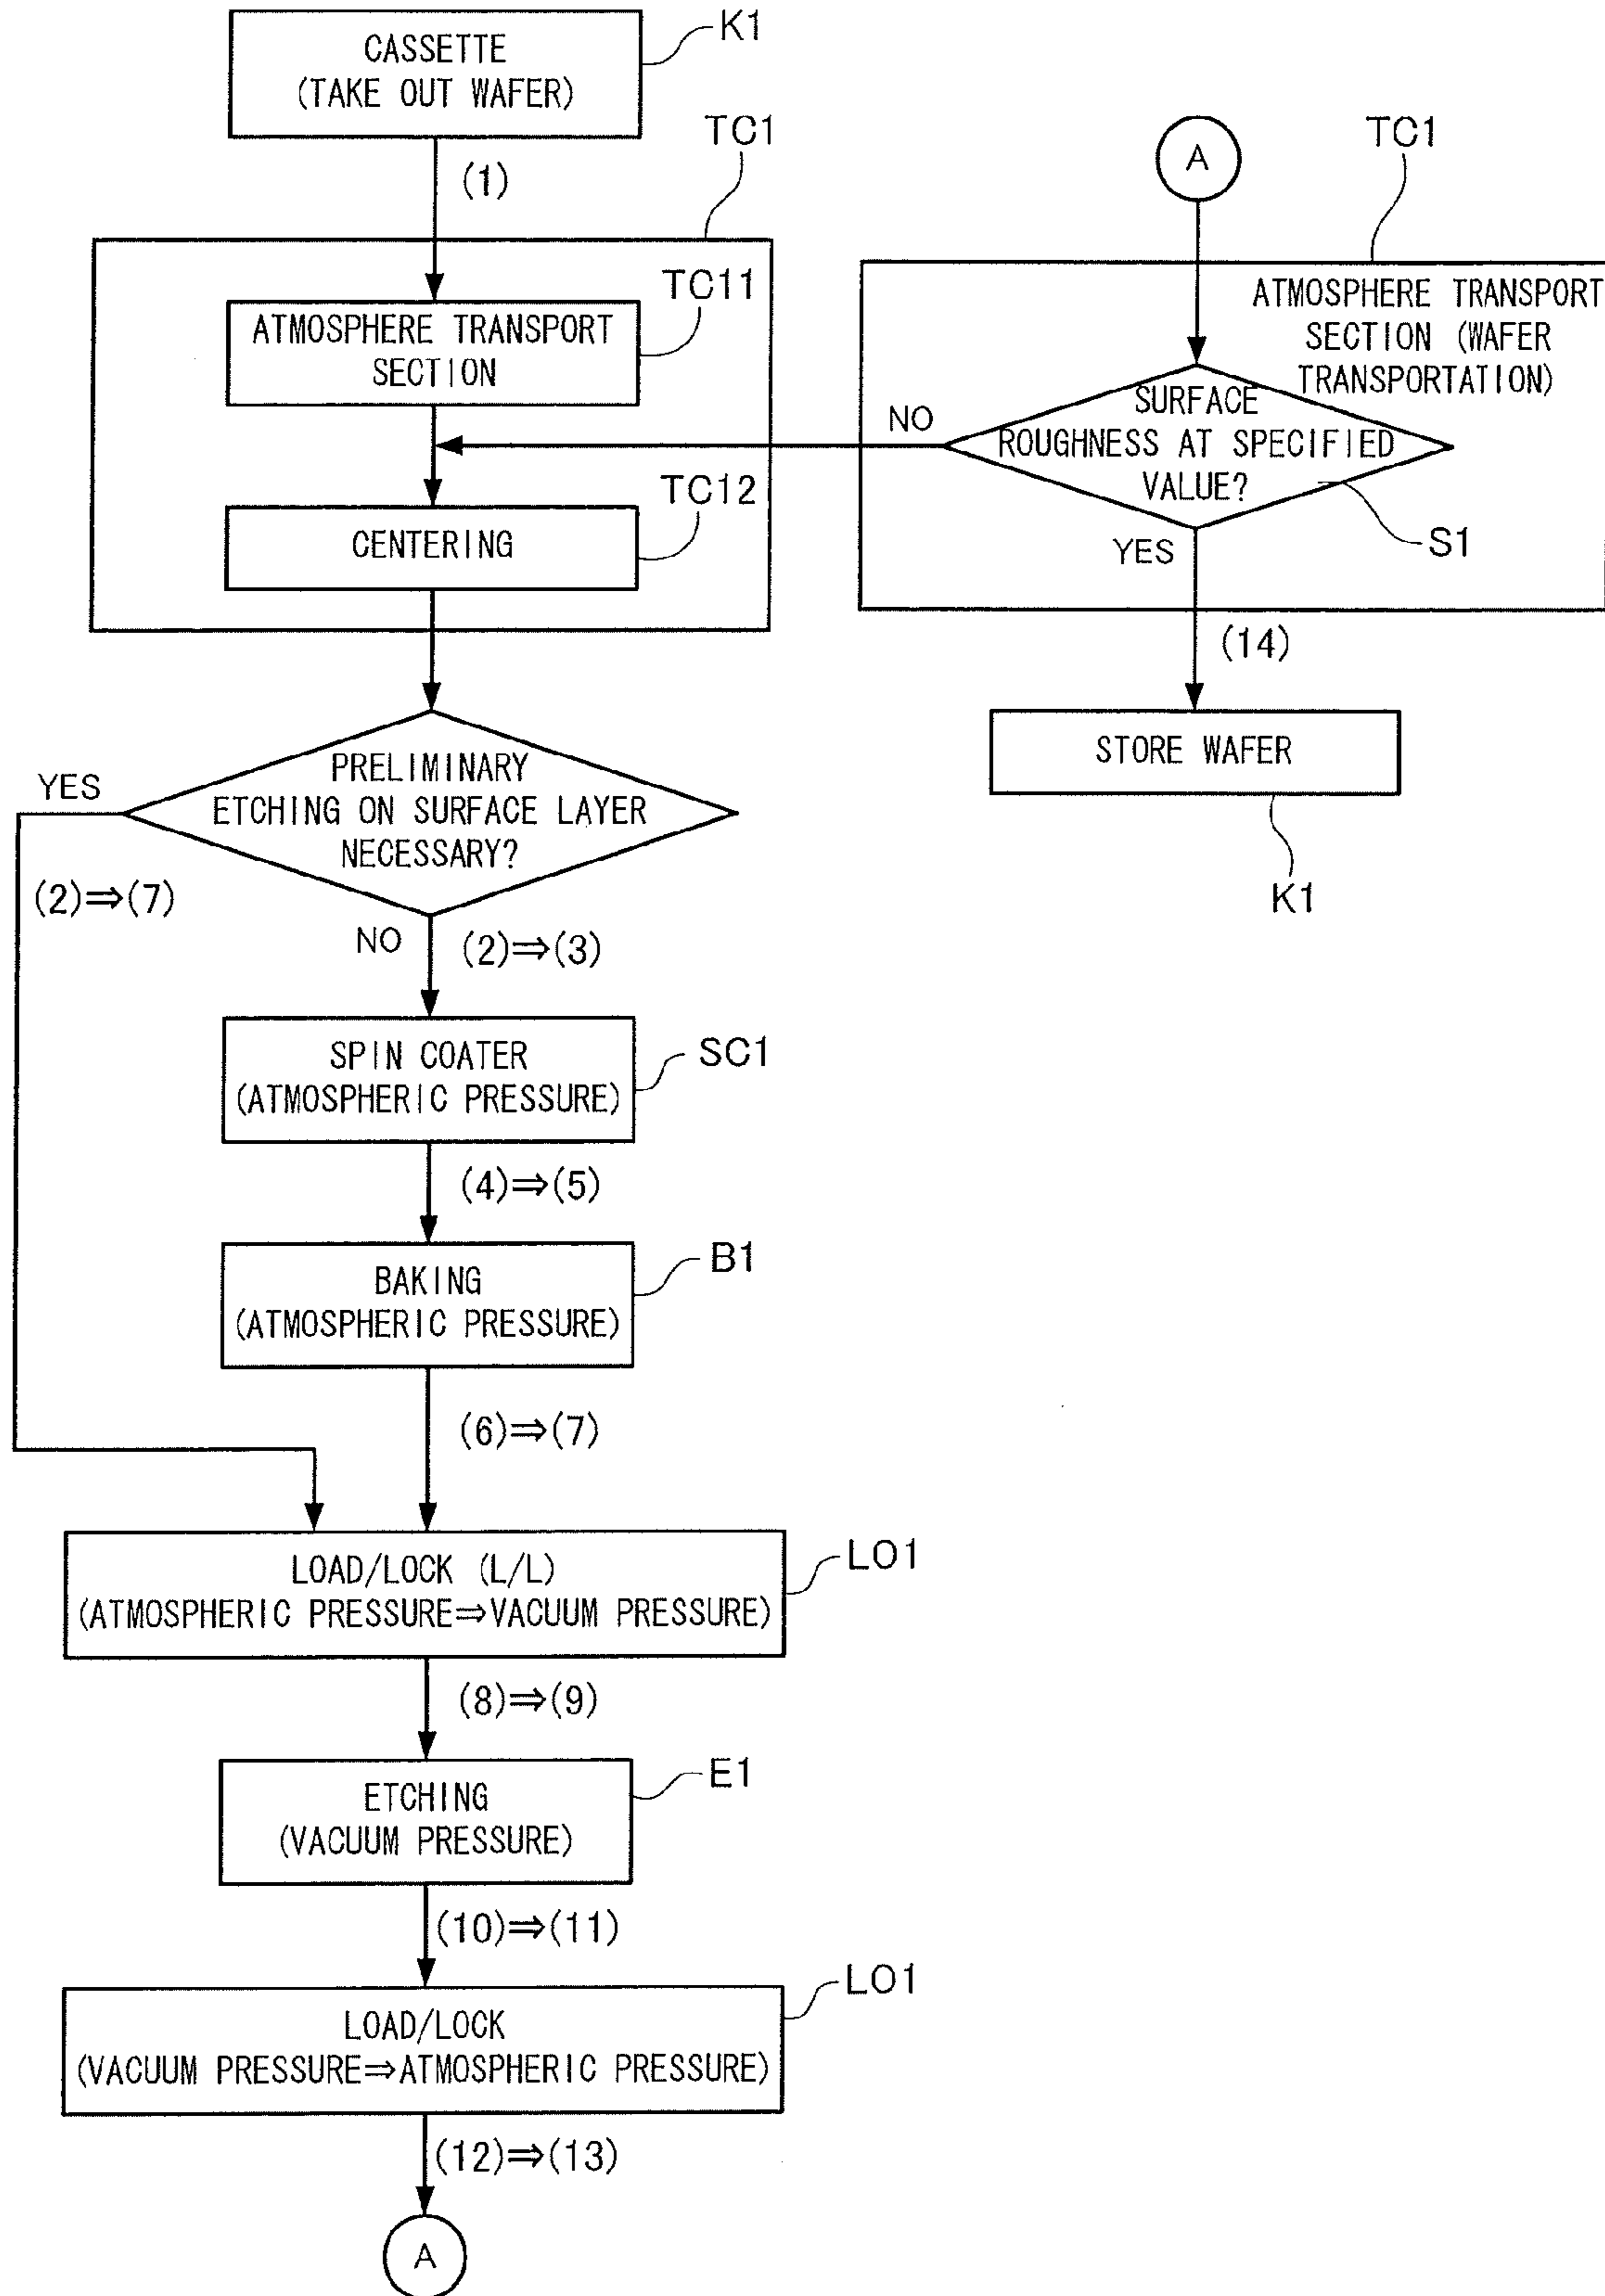 CASSETTE
(TAKE OUT WAFER)
K1
(1)
TC1
TC11
ATMOSPHERE TRANSPORT
SECTION
TC12
CENTERING
PRELIMINARY
ETCHING ON SURFACE LAYER
NECESSARY?
YES
(2)⇒(7)
NO
(2)⇒(3)
SPIN COATER
(ATMOSPHERIC PRESSURE)
SC1
(4)⇒(5)
BAKING
(ATMOSPHERIC PRESSURE)
B1
(6)⇒(7)
LOAD/LOCK (L/L)
(ATMOSPHERIC PRESSURE⇒VACUUM PRESSURE)
LO1
(8)⇒(9)
ETCHING
(VACUUM PRESSURE)
E1
(10)⇒(11)
LOAD/LOCK
(VACUUM PRESSURE⇒ATMOSPHERIC PRESSURE)
LO1
(12)⇒(13)
A
A
TC1
ATMOSPHERE TRANSPORT
SECTION (WAFER
TRANSPORTATION)
SURFACE
ROUGHNESS AT SPECIFIED
VALUE?
NO
YES
S1
(14)
STORE WAFER
K1